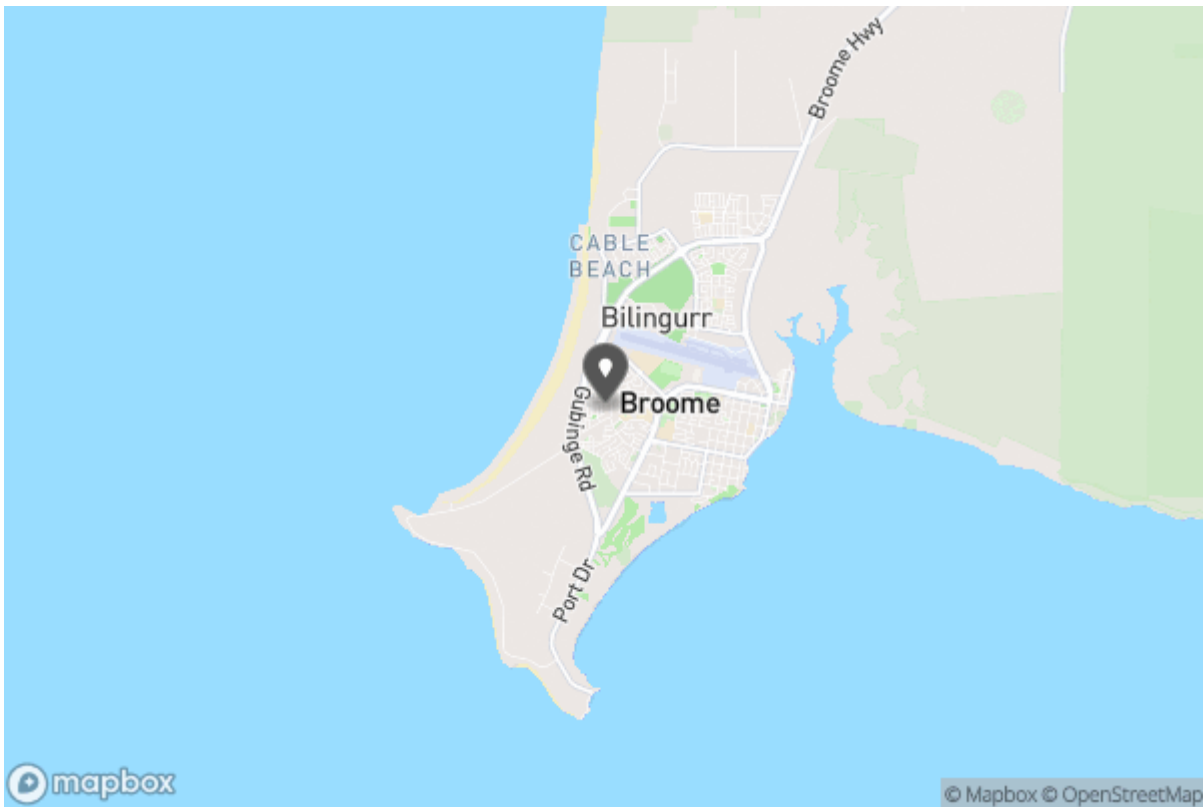 Broome Hwy
CABLE
BEACH
Bilingurr
Broome
Gubinge Rd
Port Dr
mapbox
© Mapbox © OpenStreetMap